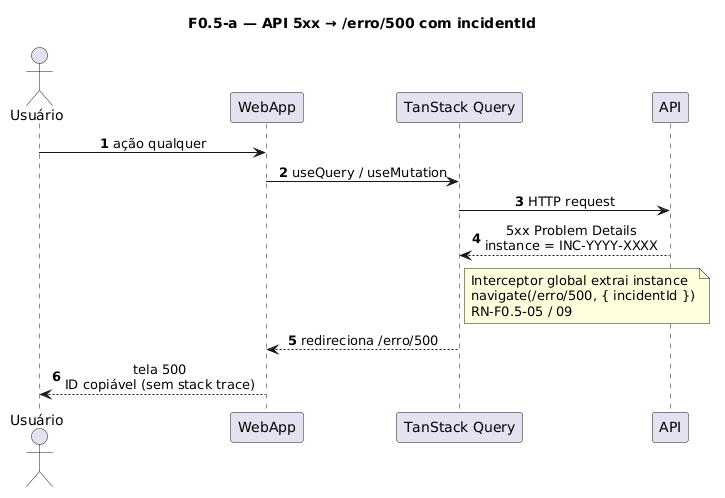 F0.5-a — API 5xx → /erro/500 com incidentId
Usuário
WebApp
TanStack Query
API
1 ação qualquer
2 useQuery / useMutation
3 HTTP request
4 5xx Problem Details
instance = INC-YYYY-XXXX
Interceptor global extrai instance
navigate(/erro/500, { incidentId })
RN-F0.5-05 / 09
5 redireciona /erro/500
6 tela 500
ID copiável (sem stack trace)
Usuário
WebApp
TanStack Query
API